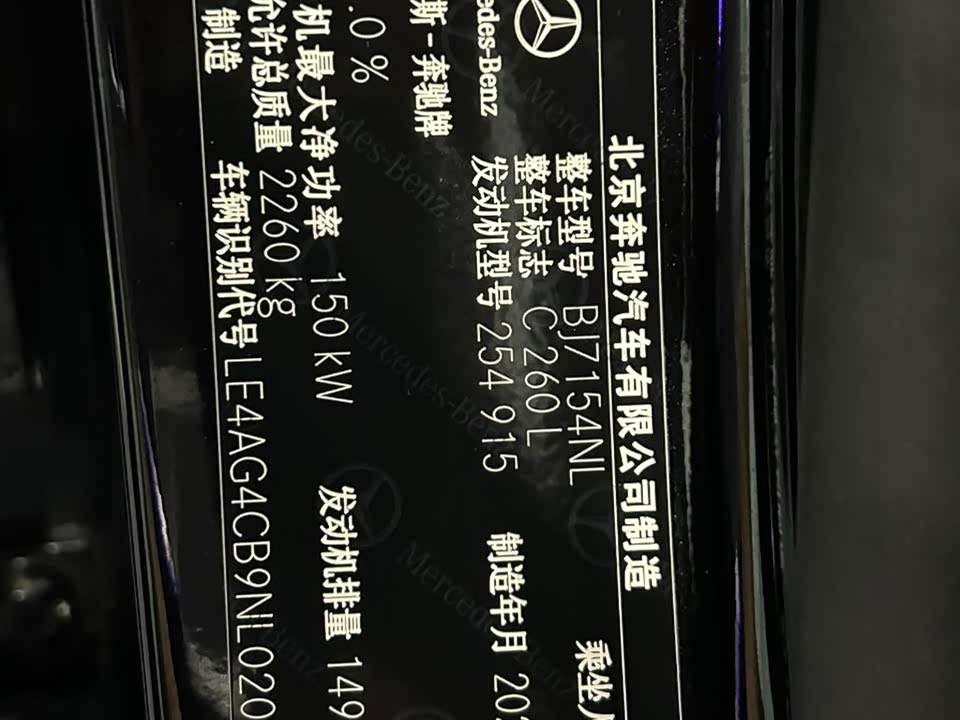 北京奔驰汽车有限公司制造
整车型号 BJ7154NL 乘坐人
Mercedes-Benz 整车标志 C 260 L
发动机型号 254 915 制造年月 202
斯-奔驰牌
.0 %
机最大净功率 150 kW 发动机排量 149
允许总质量 2260 kg
制造 车辆识别代号 LE4AG4CB9NL020